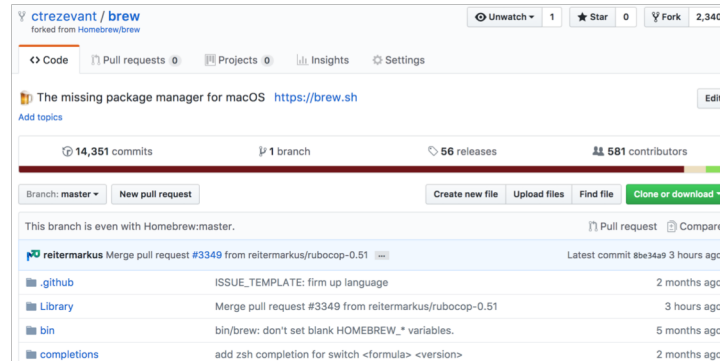 ctrezevant / brew
Unwatch 1 Star 0 Fork 2,340
forked from Homebrew/brew
Code Pull requests 0 Projects 0 Insights Settings
The missing package manager for macOS https://brew.sh
Edit
Add topics
14,351 commits 1 branch 56 releases 581 contributors
Branch: master New pull request Create new file Upload files Find file Clone or download
This branch is even with Homebrew:master. Pull request Compare
reitermarkus Merge pull request #3349 from reitermarkus/rubocop-0.51 ... Latest commit 8be34a9 3 hours ago
.github ISSUE_TEMPLATE: firm up language 2 months ago
Library Merge pull request #3349 from reitermarkus/rubocop-0.51 3 hours ago
bin bin/brew: don't set blank HOMEBREW_* variables. 5 months ago
completions add zsh completion for switch <formula> <version> 2 months ago